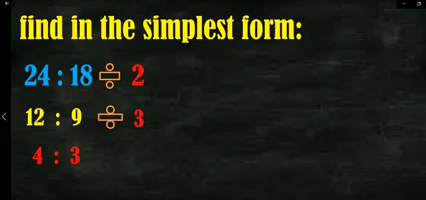 find in the simplest form:
24 : 18 ÷ 2
12 : 9 ÷ 3
4 : 3